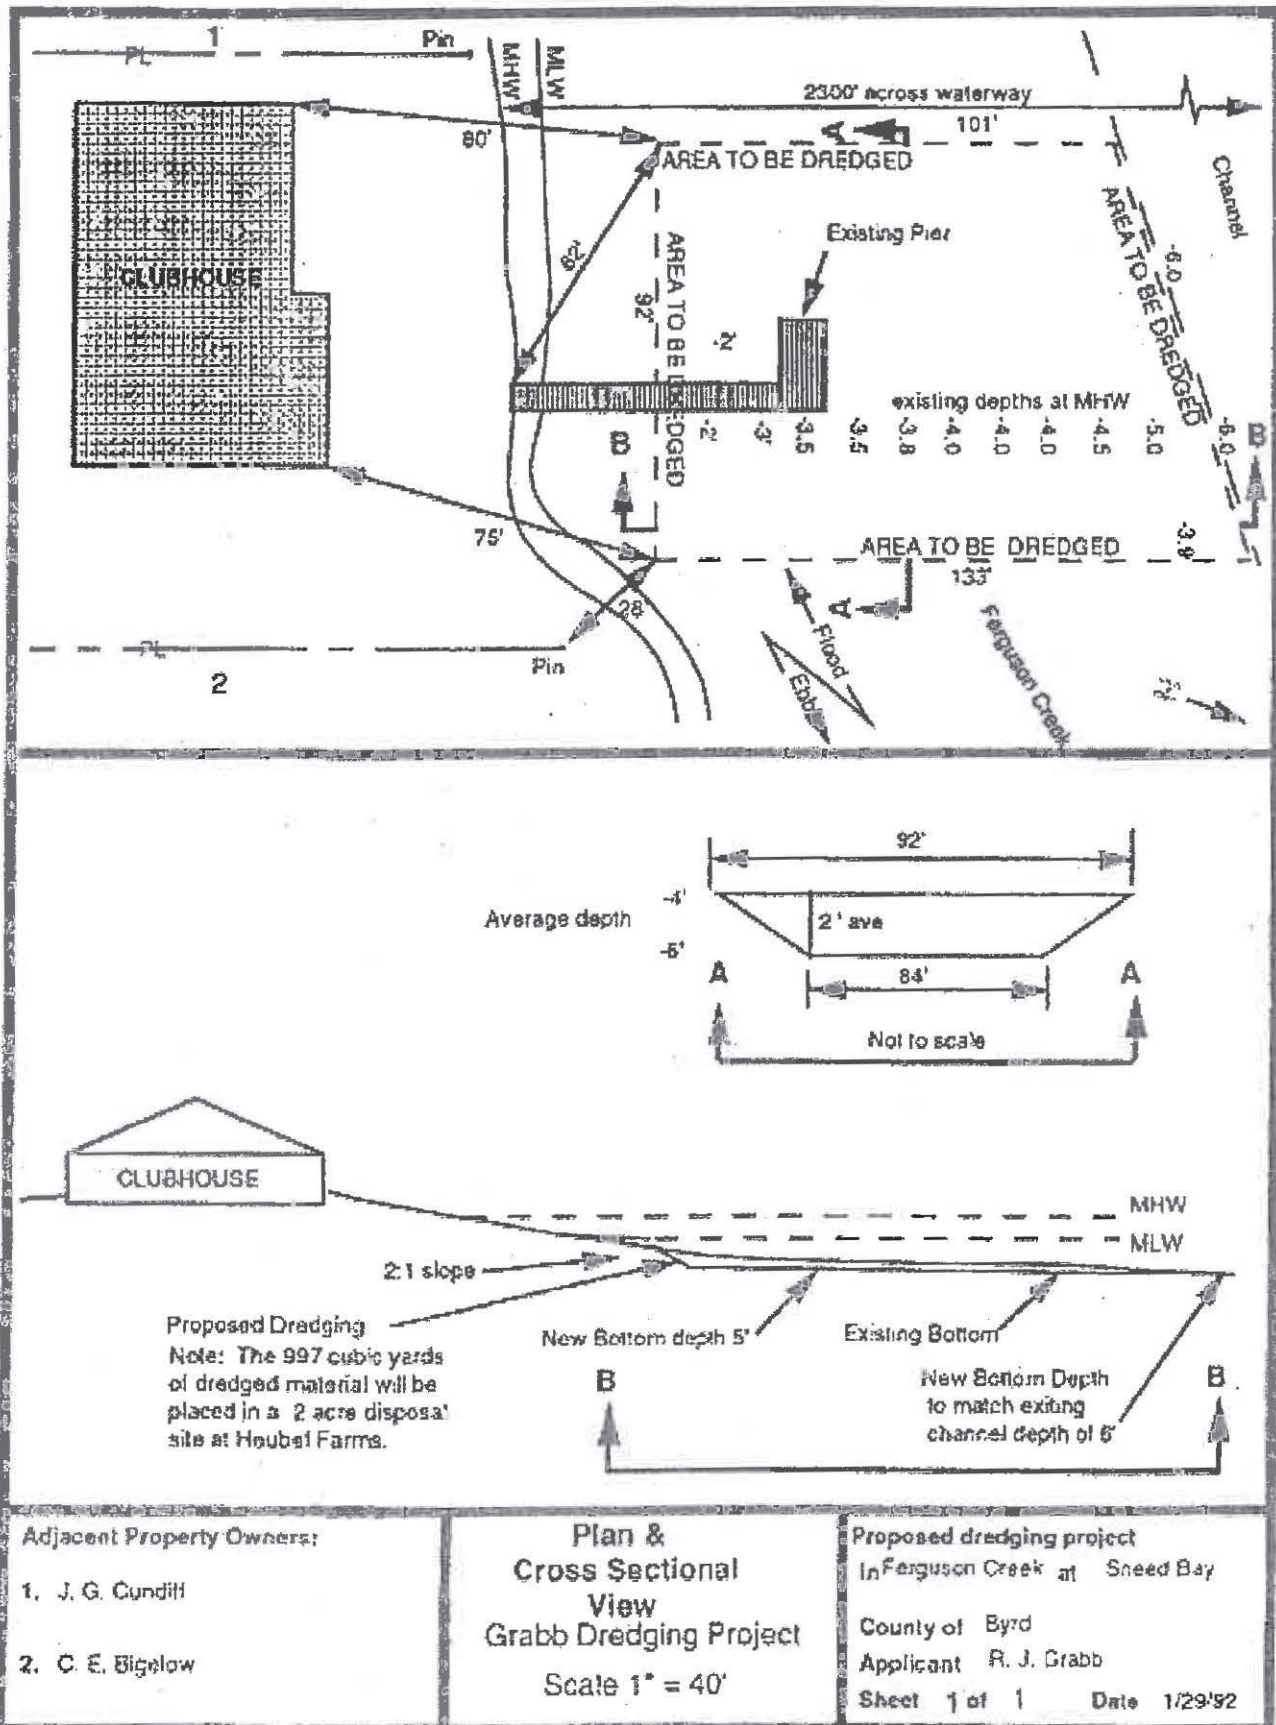 1
PL
Pin
MHW
MLW
2300' across waterway
80'
A
101'
AREA TO BE DREDGED
Channel
CLUBHOUSE
62'
92'
AREA TO BE DREDGED
Existing Pier
-2'
-6.0
AREA TO BE DREDGED
existing depths at MHW
-2' -3' -3.5 -3.5 -3.8 -4.0 -4.0 -4.0 -4.5 -5.0 -6.0
B
B
75'
AREA TO BE DREDGED
133'
-3.9
28'
A
Flood
Ebb
Ferguson Creek
PL
Pin
2
92'
Average depth
-4'
2' ave
84'
A
A
Not to scale
CLUBHOUSE
MHW
MLW
2:1 slope
Proposed Dredging
Note: The 997 cubic yards
of dredged material will be
placed in a 2 acre disposal
site at Houbel Farms.
New Bottom depth 5'
Existing Bottom
New Bottom Depth
to match exiting
channel depth of 6'
B
B
Adjacent Property Owners:
1. J. G. Cundiff
2. C. E. Bigelow
Plan &
Cross Sectional
View
Grabb Dredging Project
Scale 1" = 40'
Proposed dredging project
In Ferguson Creek at Sneed Bay
County of Byrd
Applicant R. J. Grabb
Sheet 1 of 1 Date 1/29/92